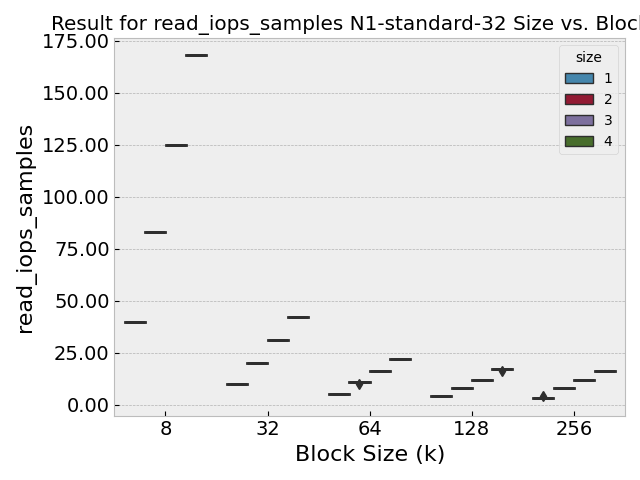 Result for read_iops_samples N1-standard-32 Size vs. Block
175.00
150.00
125.00
100.00
75.00
50.00
25.00
0.00
read_iops_samples
size
1
2
3
4
8 32 64 128 256
Block Size (k)